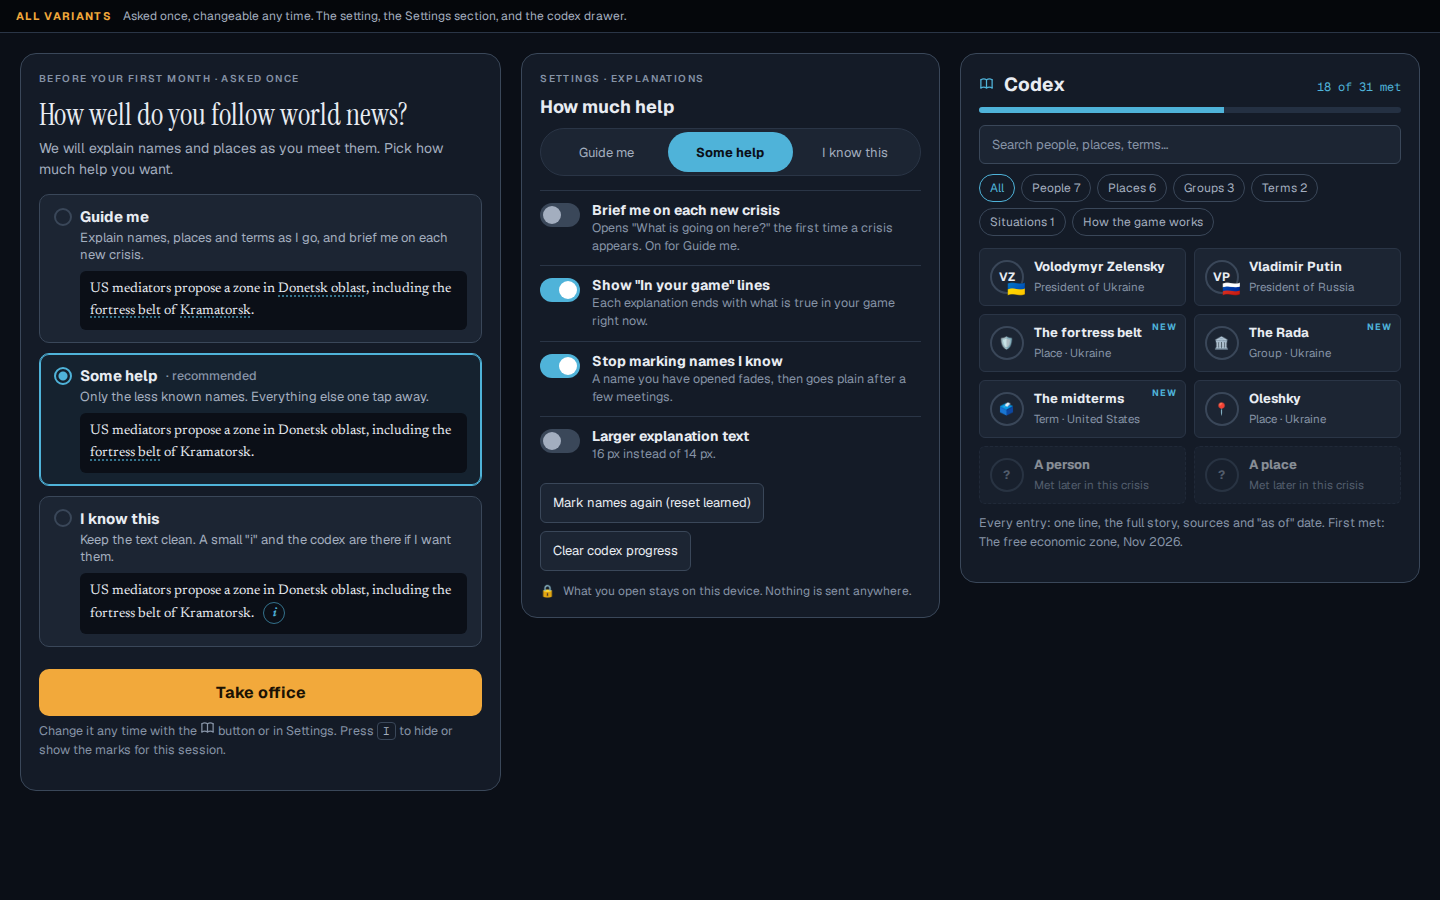 ALL VARIANTS Asked once, changeable any time. The setting, the Settings section, and the codex drawer.
BEFORE YOUR FIRST MONTH · ASKED ONCE
How well do you follow world news?
We will explain names and places as you meet them. Pick how
much help you want.
Guide me
Explain names, places and terms as I go, and brief me on each
new crisis.
US mediators propose a zone in Donetsk oblast, including the
fortress belt of Kramatorsk.
Some help · recommended
Only the less known names. Everything else one tap away.
US mediators propose a zone in Donetsk oblast, including the
fortress belt of Kramatorsk.
I know this
Keep the text clean. A small "i" and the codex are there if I want
them.
US mediators propose a zone in Donetsk oblast, including the
fortress belt of Kramatorsk. i
Take office
Change it any time with the button or in Settings. Press I to hide or
show the marks for this session.
SETTINGS · EXPLANATIONS
How much help
Guide me Some help I know this
Brief me on each new crisis
Opens "What is going on here?" the first time a crisis
appears. On for Guide me.
Show "In your game" lines
Each explanation ends with what is true in your game
right now.
Stop marking names I know
A name you have opened fades, then goes plain after a
few meetings.
Larger explanation text
16 px instead of 14 px.
Mark names again (reset learned)
Clear codex progress
What you open stays on this device. Nothing is sent anywhere.
Codex 18 of 31 met
Search people, places, terms…
All People 7 Places 6 Groups 3 Terms 2
Situations 1 How the game works
VZ Volodymyr Zelensky
President of Ukraine
VP Vladimir Putin
President of Russia
The fortress belt NEW
Place · Ukraine
The Rada NEW
Group · Ukraine
The midterms NEW
Term · United States
Oleshky
Place · Ukraine
? A person
Met later in this crisis
? A place
Met later in this crisis
Every entry: one line, the full story, sources and "as of" date. First met:
The free economic zone, Nov 2026.